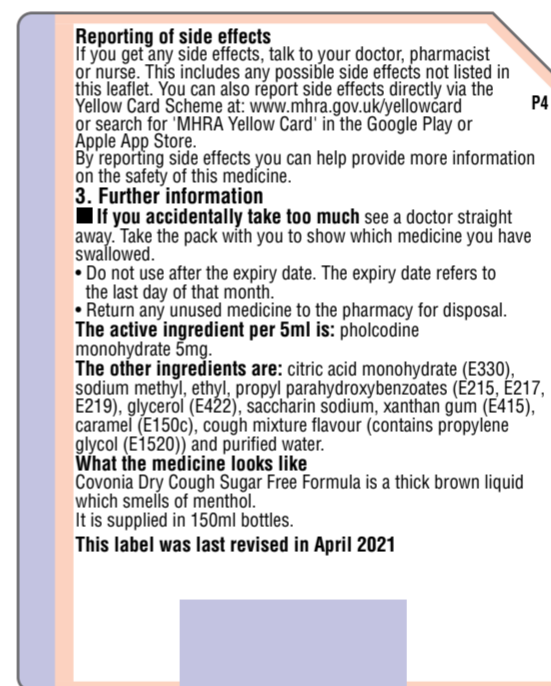 Reporting of side effects
If you get any side effects, talk to your doctor, pharmacist
or nurse. This includes any possible side effects not listed in
this leaflet. You can also report side effects directly via the
Yellow Card Scheme at: www.mhra.gov.uk/yellowcard
P4
or search for 'MHRA Yellow Card' in the Google Play or
Apple App Store.
By reporting side effects you can help provide more information
on the safety of this medicine.
3. Further information
■ If you accidentally take too much see a doctor straight
away. Take the pack with you to show which medicine you have
swallowed.
• Do not use after the expiry date. The expiry date refers to
the last day of that month.
• Return any unused medicine to the pharmacy for disposal.
The active ingredient per 5ml is: pholcodine
monohydrate 5mg.
The other ingredients are: citric acid monohydrate (E330),
sodium methyl, ethyl, propyl parahydroxybenzoates (E215, E217,
E219), glycerol (E422), saccharin sodium, xanthan gum (E415),
caramel (E150c), cough mixture flavour (contains propylene
glycol (E1520)) and purified water.
What the medicine looks like
Covonia Dry Cough Sugar Free Formula is a thick brown liquid
which smells of menthol.
It is supplied in 150ml bottles.
This label was last revised in April 2021